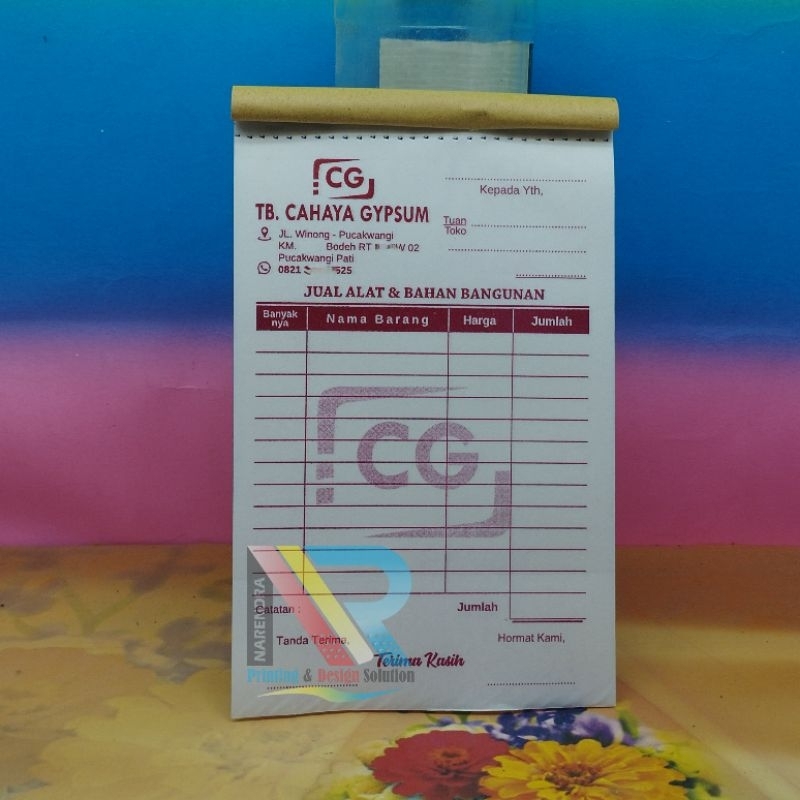 CG
TB. CAHAYA GYPSUM
JL. Winong - Pucakwangi
KM. Bodeh RT 02
Pucakwangi Pati
0821 525
Kepada Yth,
Tuan
Toko
JUAL ALAT & BAHAN BANGUNAN
Banyak nya Nama Barang Harga Jumlah
CG
Catatan : Jumlah
Tanda Terima, Hormat Kami,
Terima Kasih
NARENDRA
Printing & Design Solution